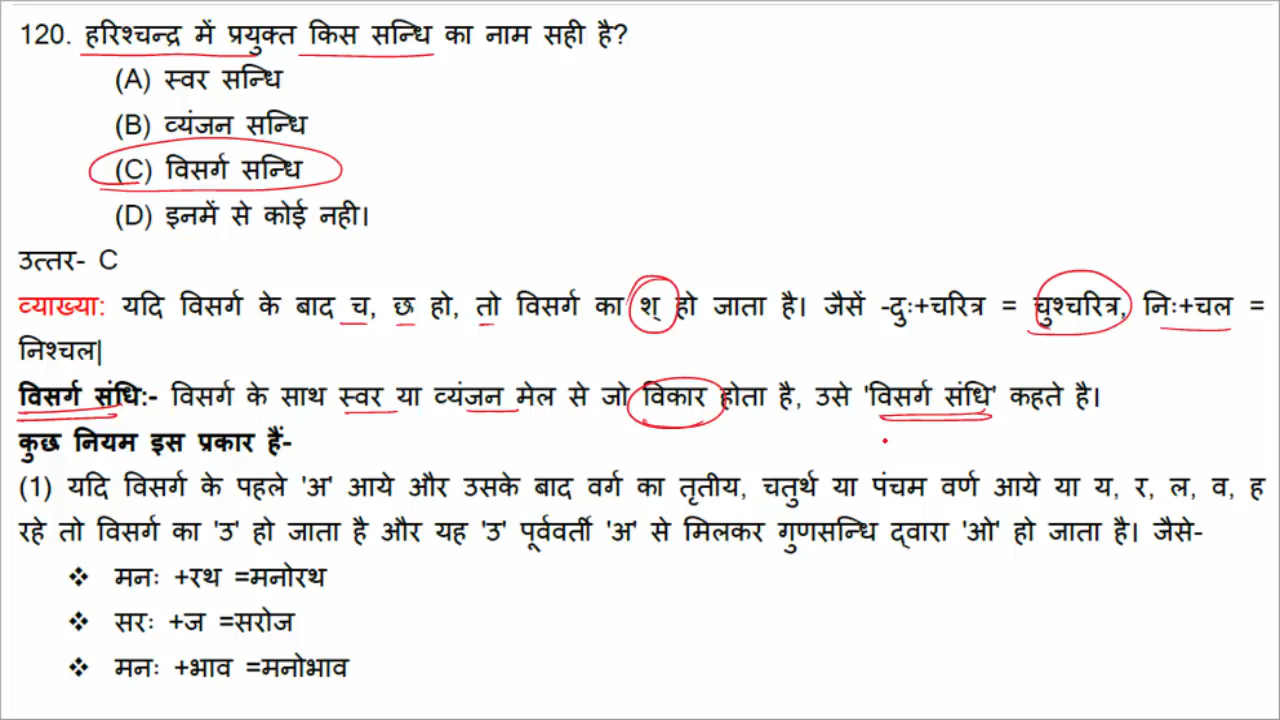 120. हरिश्चन्द्र में प्रयुक्त किस सन्धि का नाम सही है?
(A) स्वर सन्धि
(B) व्यंजन सन्धि
(C) विसर्ग सन्धि
(D) इनमें से कोई नही।
उत्तर- C
व्याख्या: यदि विसर्ग के बाद च, छ हो, तो विसर्ग का श् हो जाता है। जैसें -दुः+चरित्र = चुश्चरित्र, निः+चल =
निश्चल|
विसर्ग संधि:- विसर्ग के साथ स्वर या व्यंजन मेल से जो विकार होता है, उसे 'विसर्ग संधि' कहते है।
कुछ नियम इस प्रकार हैं-
(1) यदि विसर्ग के पहले 'अ' आये और उसके बाद वर्ग का तृतीय, चतुर्थ या पंचम वर्ण आये या य, र, ल, व, ह
रहे तो विसर्ग का 'उ' हो जाता है और यह 'उ' पूर्ववर्ती 'अ' से मिलकर गुणसन्धि द्वारा 'ओ' हो जाता है। जैसे-
❖ मनः +रथ =मनोरथ
❖ सरः +ज =सरोज
❖ मनः +भाव =मनोभाव